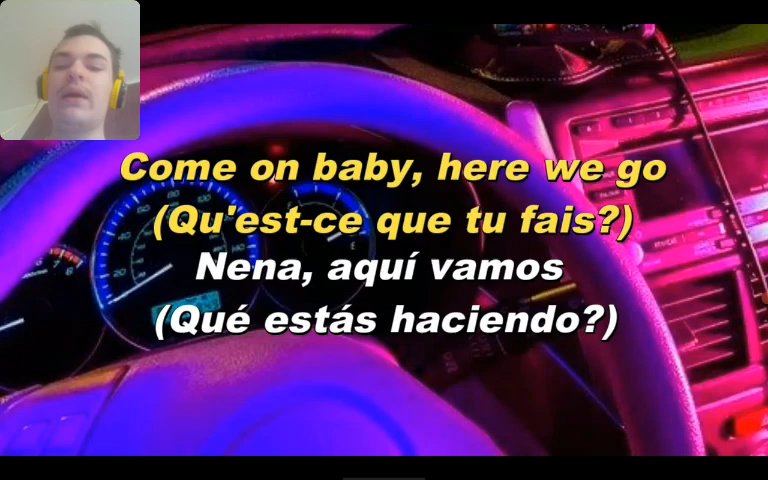 Come on baby, here we go
(Qu'est-ce que tu fais?)
Nena, aquí vamos
(Qué estás haciendo?)